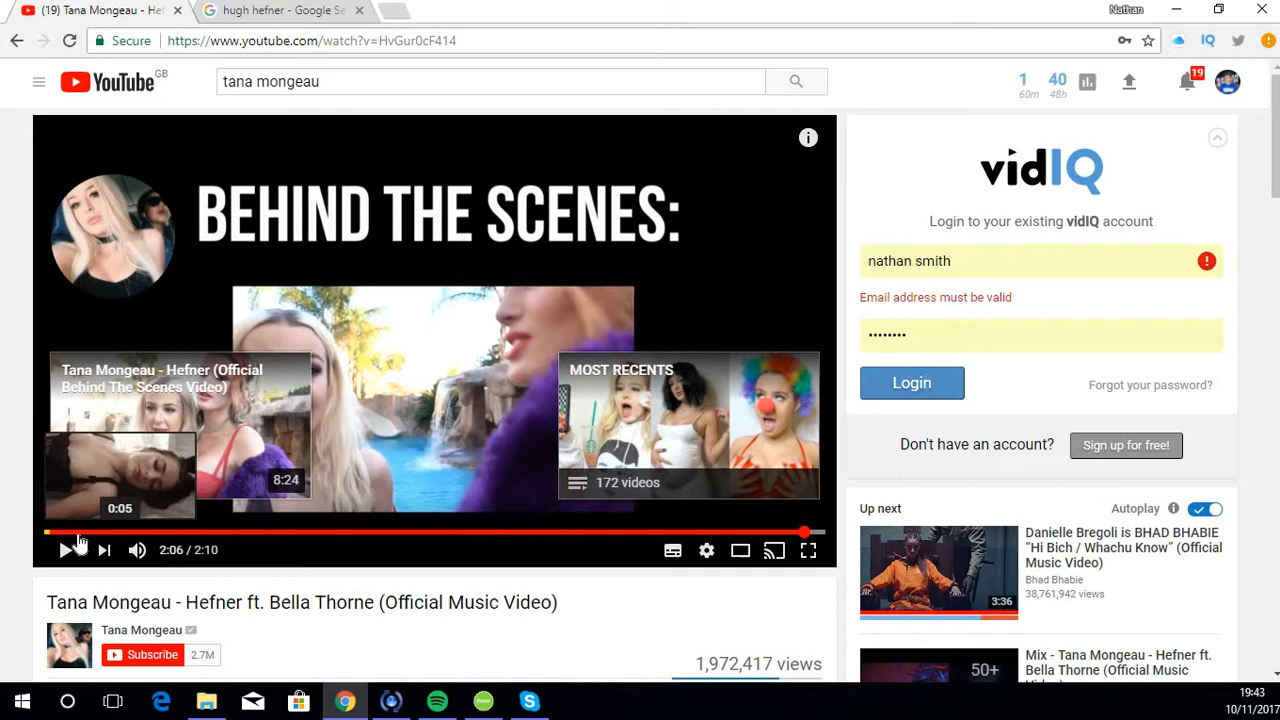 (19) Tana Mongeau - Hef
hugh hefner - Google Se
Nathan
Secure
https://www.youtube.com/watch?v=HvGur0cF414
IQ
YouTube GB
tana mongeau
1
60m
40
48h
19
BEHIND THE SCENES:
Tana Mongeau - Hefner (Official
Behind The Scenes Video)
8:24
0:05
MOST RECENTS
172 videos
2:06 / 2:10
Tana Mongeau - Hefner ft. Bella Thorne (Official Music Video)
Tana Mongeau
Subscribe
2.7M
1,972,417 views
vidIQ
Login to your existing vidIQ account
nathan smith
Email address must be valid
••••••••
Login
Forgot your password?
Don't have an account?
Sign up for free!
Up next
Autoplay
Danielle Bregoli is BHAD BHABIE
“Hi Bich / Whachu Know” (Official
Music Video)
Bhad Bhabie
38,761,942 views
3:36
Mix - Tana Mongeau - Hefner ft.
Bella Thorne (Official Music
Video)
50+
now
19:43
10/11/2017